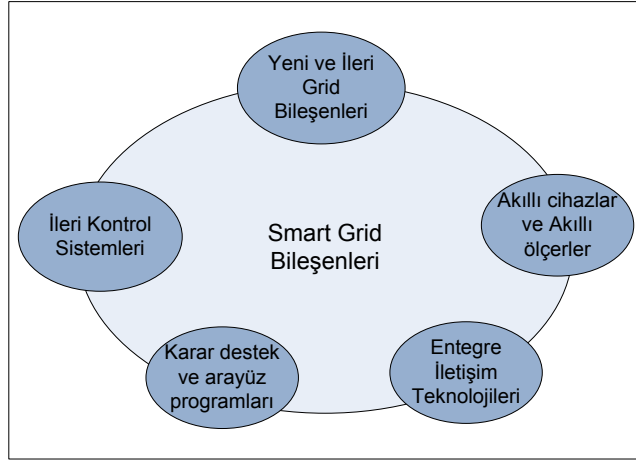 Yeni ve İleri
Grid
Bileşenleri
Akıllı cihazlar
ve Akıllı
ölçerler
İleri Kontrol
Sistemleri
Smart Grid
Bileşenleri
Karar destek
ve arayüz
programları
Entegre
İletişim
Teknolojileri